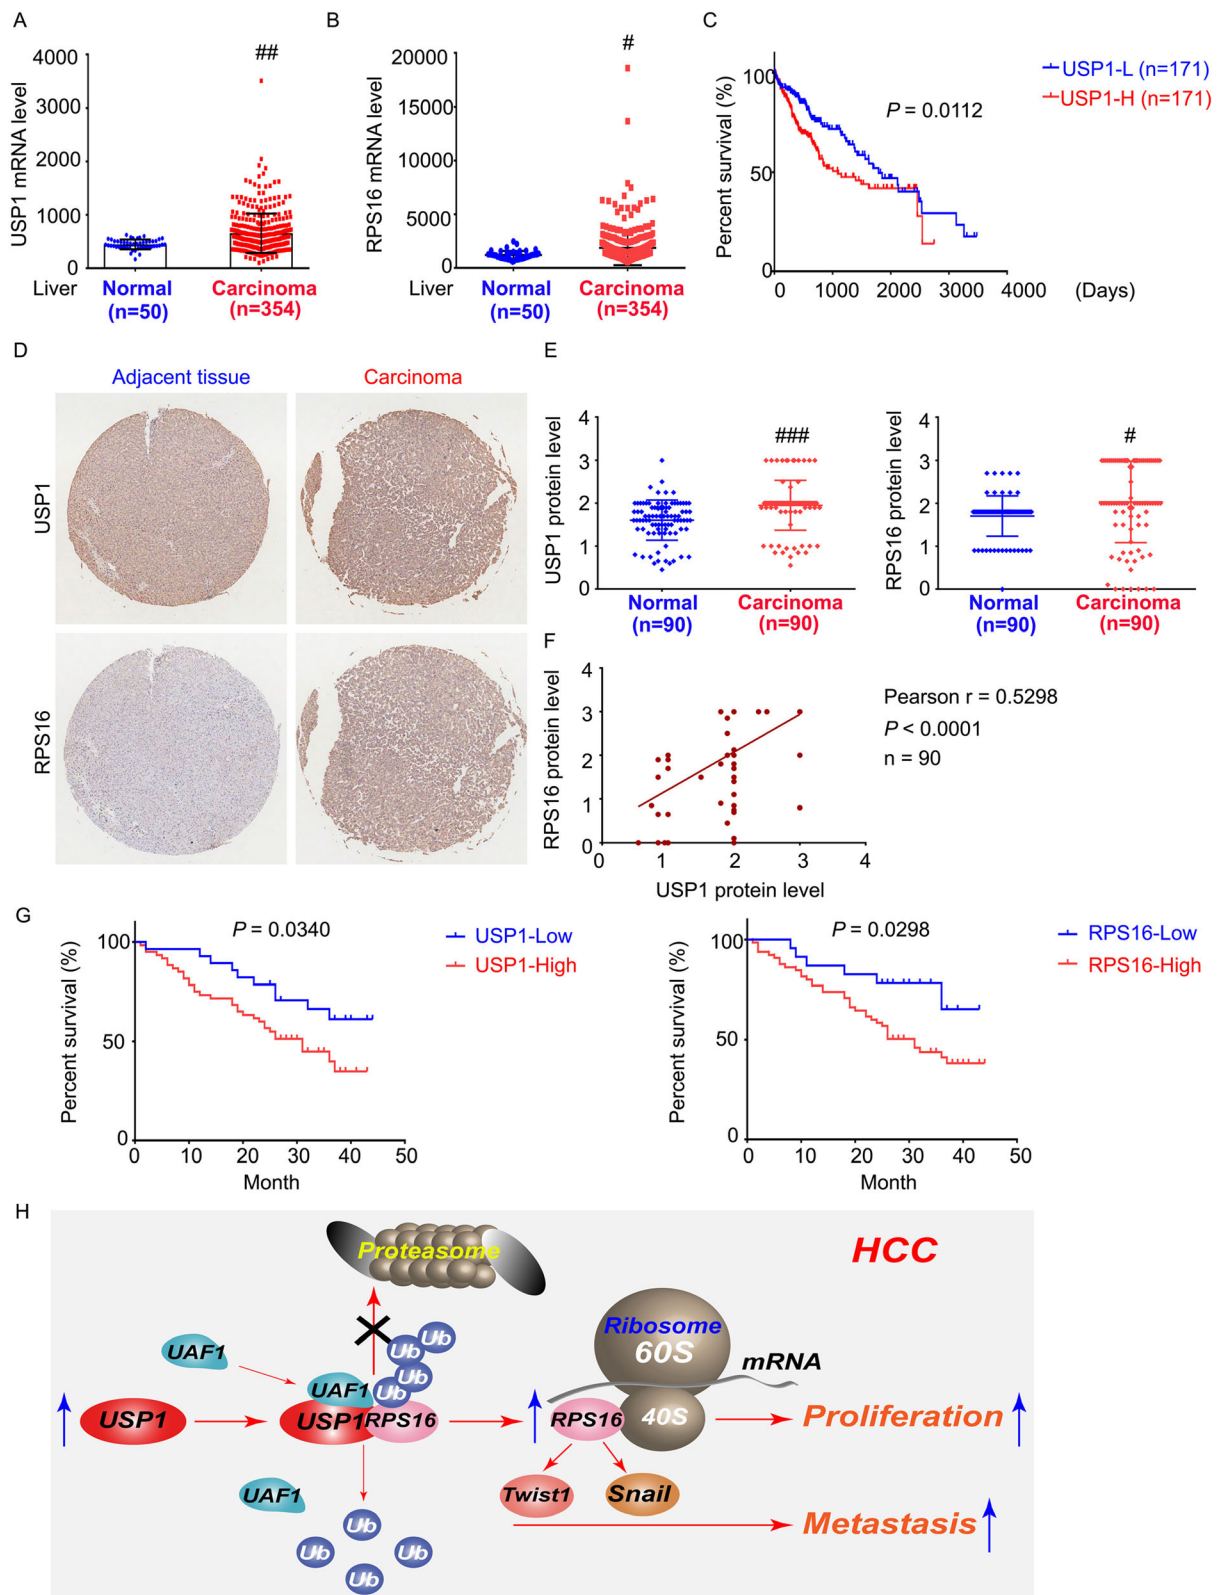 A
USP1 mRNA level
4000
3000
2000
1000
0
##
Liver
Normal
(n=50)
Carcinoma
(n=354)
B
RPS16 mRNA level
20000
15000
10000
5000
0
#
Liver
Normal
(n=50)
Carcinoma
(n=354)
C
Percent survival (%)
100
50
0
P = 0.0112
USP1-L (n=171)
USP1-H (n=171)
0 1000 2000 3000 4000 (Days)
D
Adjacent tissue
Carcinoma
USP1
RPS16
E
USP1 protein level
4
3
2
1
0
###
Normal
(n=90)
Carcinoma
(n=90)
RPS16 protein level
4
3
2
1
0
#
Normal
(n=90)
Carcinoma
(n=90)
F
RPS16 protein level
4
3
2
1
0
0 1 2 3 4
USP1 protein level
Pearson r = 0.5298
P < 0.0001
n = 90
G
Percent survival (%)
100
50
0
P = 0.0340
USP1-Low
USP1-High
0 10 20 30 40 50
Month
Percent survival (%)
100
50
0
P = 0.0298
RPS16-Low
RPS16-High
0 10 20 30 40 50
Month
H
Proteasome
HCC
UAF1
Ub
Ub
Ub
Ub
Ribosome
60S
mRNA
UAF1
USP1
USP1
RPS16
RPS16
40S
Proliferation
UAF1
Twist1
Snail
Metastasis
Ub
Ub
Ub
Ub